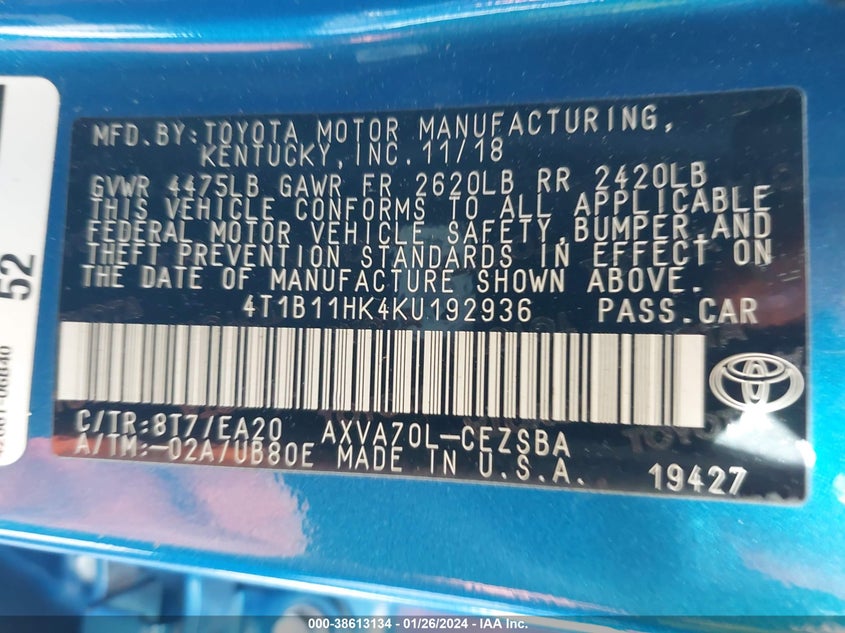 MFD.BY:TOYOTA MOTOR MANUFACTURING,
KENTUCKY,INC.11/18
GVWR 4475LB GAWR FR 2620LB RR 2420LB
THIS VEHICLE CONFORMS TO ALL APPLICABLE
FEDERAL MOTOR VEHICLE SAFETY,BUMPER,AND
THEFT PREVENTION STANDARDS IN EFFECT ON
THE DATE OF MANUFACTURE SHOWN ABOVE.
4T1B11HK4KU192936 PASS.CAR
C/TR:8T7/EA20 AXVA70L-CEZSBA
A/TM:-02A/UB80E MADE IN U.S.A.
19427
52
000-38613134 - 01/26/2024 - IAA Inc.